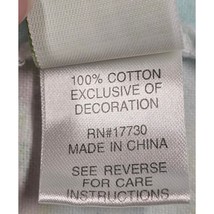 100% COTTON
EXCLUSIVE OF
DECORATION
RN#17730
MADE IN CHINA
SEE REVERSE
FOR CARE
INSTRUCTIONS